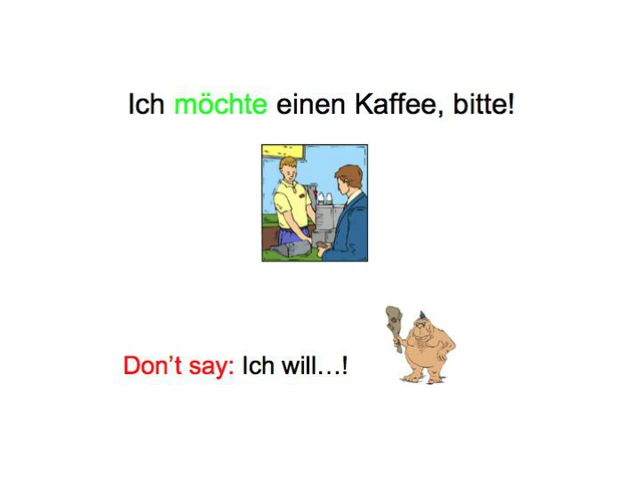 Ich möchte einen Kaffee, bitte!
Don't say: Ich will…!